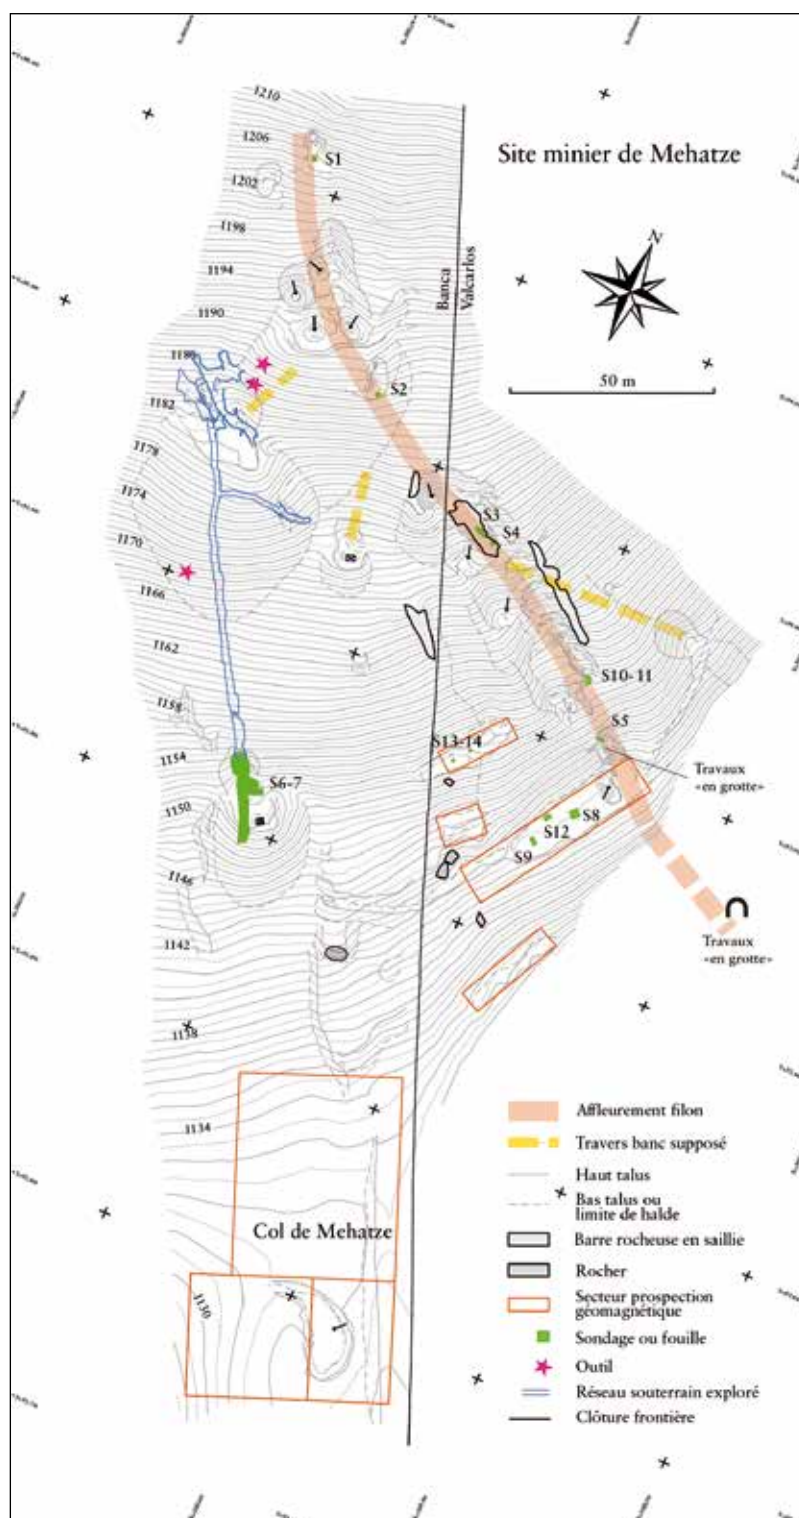 Site minier de Mehatze
N
50 m
Banca
Valcarlos
1210
1206
1202
1198
1194
1190
1182
1178
1174
1170
1166
1162
1158
1154
1150
1146
1142
1138
1134
1130
S1
S2
S3
S4
S10-11
S5
S13-14
S6-7
S8
S12
S9
Travaux
«en grotte»
Travaux
«en grotte»
Col de Mehatze
Affleurement filon
Travers banc supposé
Haut talus
Bas talus ou
limite de halde
Barre rocheuse en saillie
Rocher
Secteur prospection
géomagnétique
Sondage ou fouille
Outil
Réseau souterrain exploré
Clôture frontière